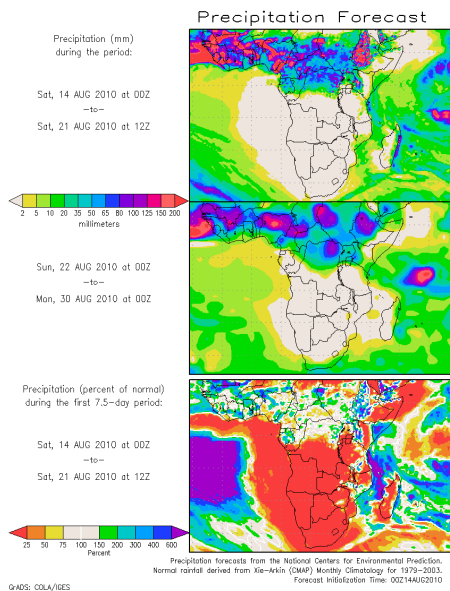 Precipitation Forecast
Precipitation (mm)
during the period:
Sat, 14 AUG 2010 at 00Z
-to-
Sat, 21 AUG 2010 at 12Z
2 5 10 20 35 50 65 80 100 125 150 200
millimeters
Sun, 22 AUG 2010 at 00Z
-to-
Mon, 30 AUG 2010 at 00Z
Precipitation (percent of normal)
during the first 7.5-day period:
Sat, 14 AUG 2010 at 00Z
-to-
Sat, 21 AUG 2010 at 12Z
25 50 75 100 150 200 300 400 600
Percent
Precipitation forecasts from the National Centers for Environmental Prediction.
Normal rainfall derived from Xie-Arkin (CMAP) Monthly Climatology for 1979-2003.
Forecast Initialization Time: 00Z14AUG2010
GrADS: COLA/IGES